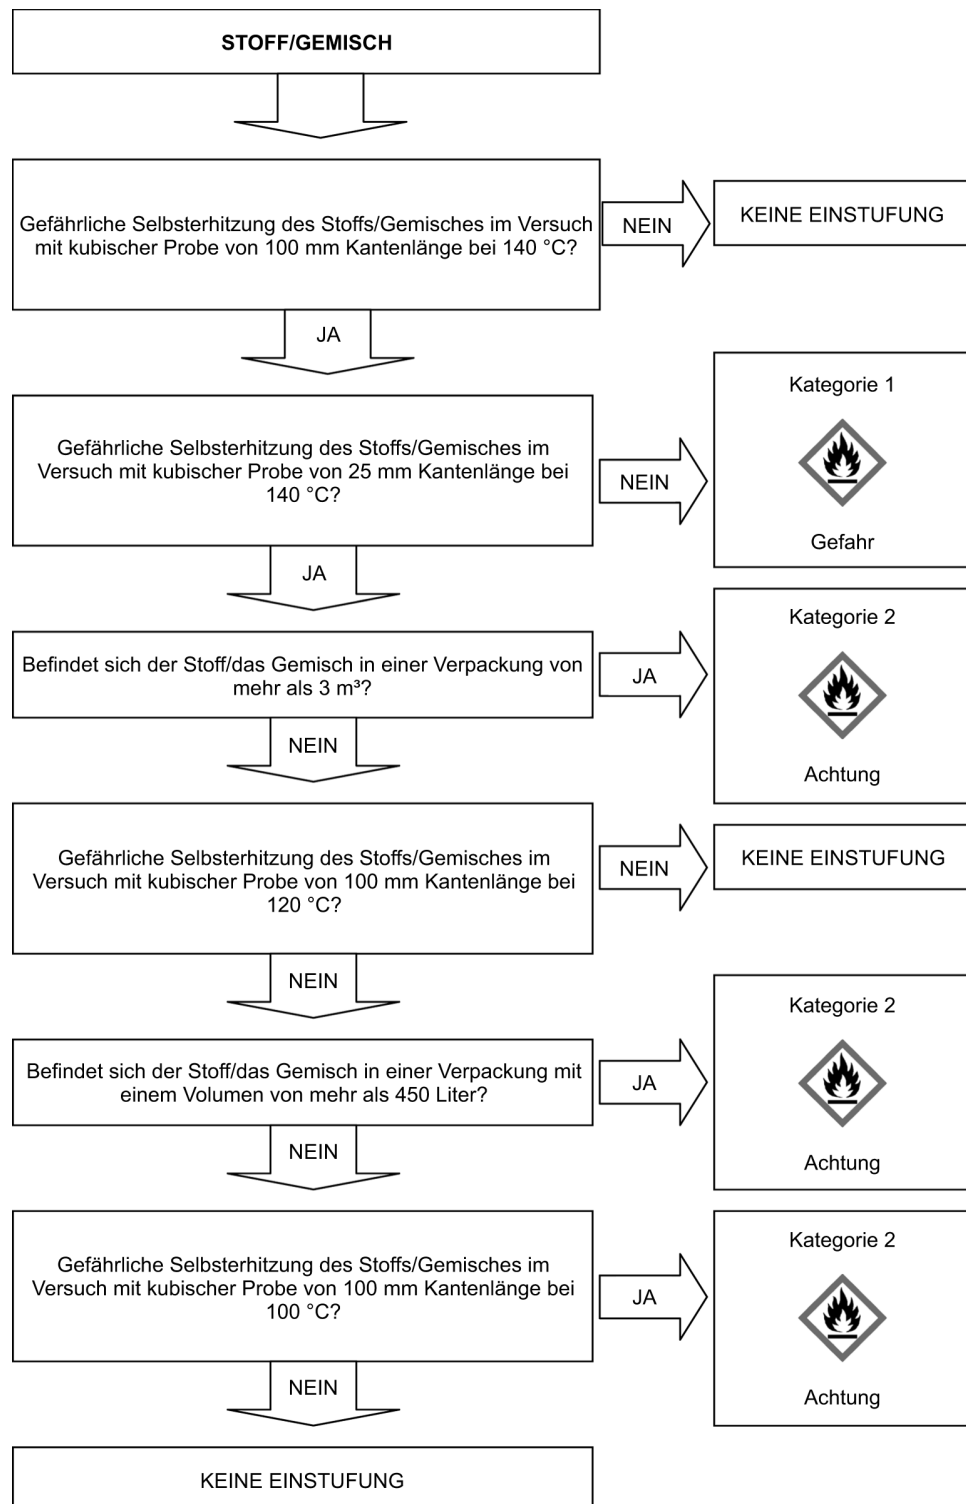 STOFF/GEMISCH
Gefährliche Selbsterhitzung des Stoffs/Gemisches im Versuch
mit kubischer Probe von 100 mm Kantenlänge bei 140 °C?
NEIN
KEINE EINSTUFUNG
JA
Gefährliche Selbsterhitzung des Stoffs/Gemisches im
Versuch mit kubischer Probe von 25 mm Kantenlänge bei
140 °C?
NEIN
Kategorie 1
Gefahr
JA
Befindet sich der Stoff/das Gemisch in einer Verpackung von
mehr als 3 m³?
JA
Kategorie 2
Achtung
NEIN
Gefährliche Selbsterhitzung des Stoffs/Gemisches im
Versuch mit kubischer Probe von 100 mm Kantenlänge bei
120 °C?
NEIN
KEINE EINSTUFUNG
NEIN
Befindet sich der Stoff/das Gemisch in einer Verpackung mit
einem Volumen von mehr als 450 Liter?
JA
Kategorie 2
Achtung
NEIN
Gefährliche Selbsterhitzung des Stoffs/Gemisches im
Versuch mit kubischer Probe von 100 mm Kantenlänge bei
100 °C?
JA
Kategorie 2
Achtung
NEIN
KEINE EINSTUFUNG